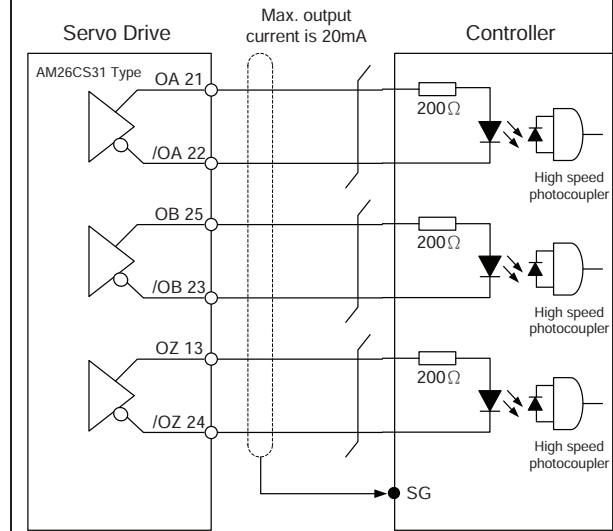 Max. output
current is 20mA
Servo Drive
Controller
AM26CS31 Type
OA 21
200Ω
/OA 22
High speed
photocoupler
OB 25
200Ω
/OB 23
High speed
photocoupler
OZ 13
200Ω
/OZ 24
High speed
photocoupler
SG